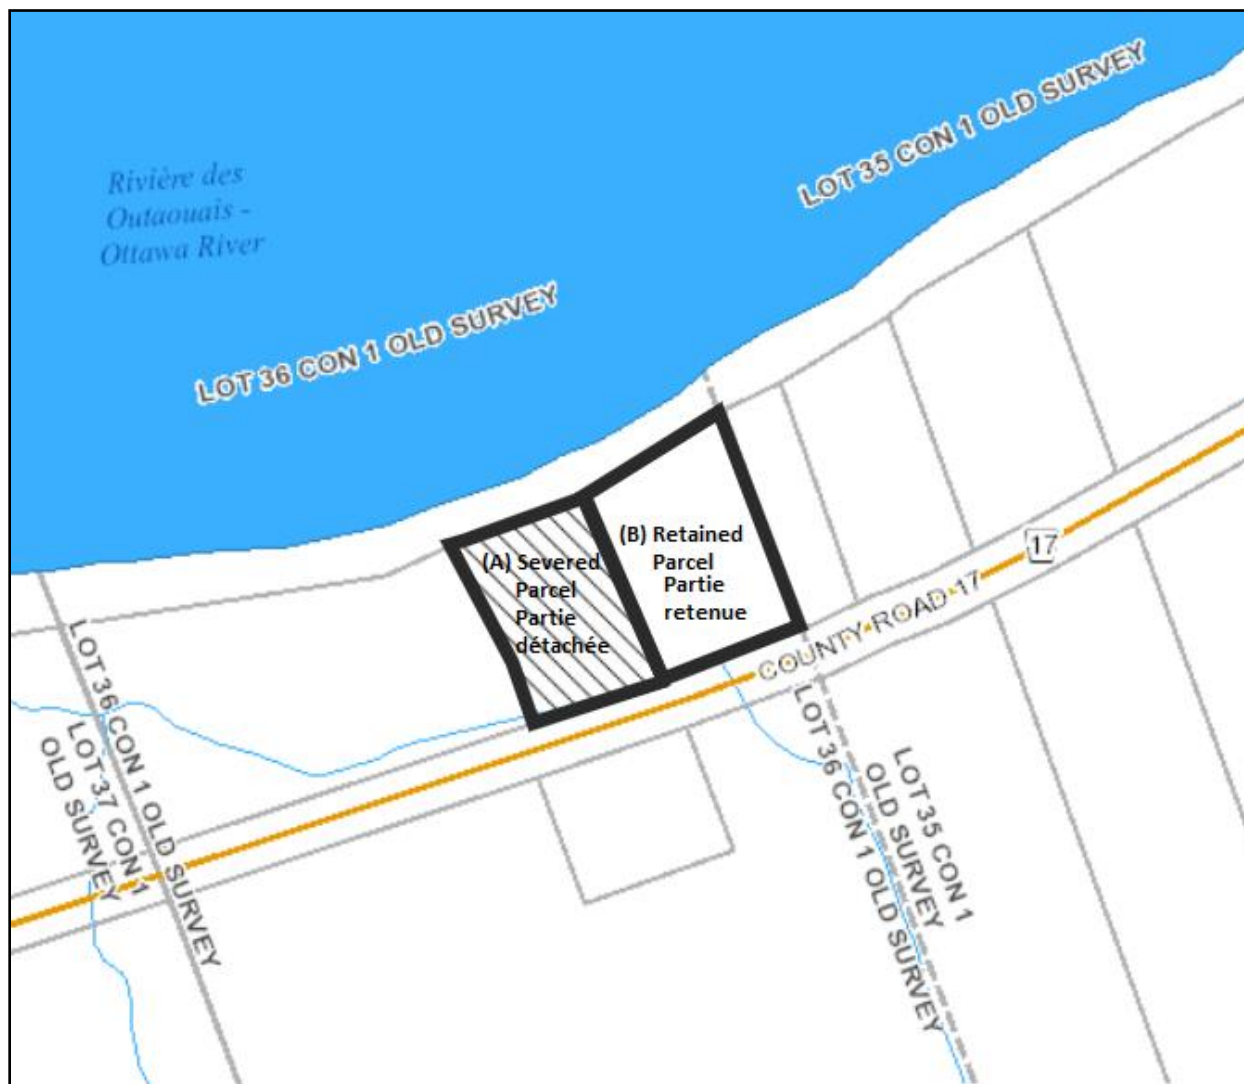 LOT 35 CON 1 OLD SURVEY
Rivière des
Outaouais -
Ottawa River
LOT 36 CON 1 OLD SURVEY
(A) Severed
Parcel
Partie
détachée
(B) Retained
Parcel
Partie
retenue
17
COUNTY ROAD 17
LOT 36 CON 1 OLD SURVEY
LOT 37 CON 1
OLD SURVEY
LOT 36 CON 1 OLD SURVEY
LOT 35 CON 1
OLD SURVEY